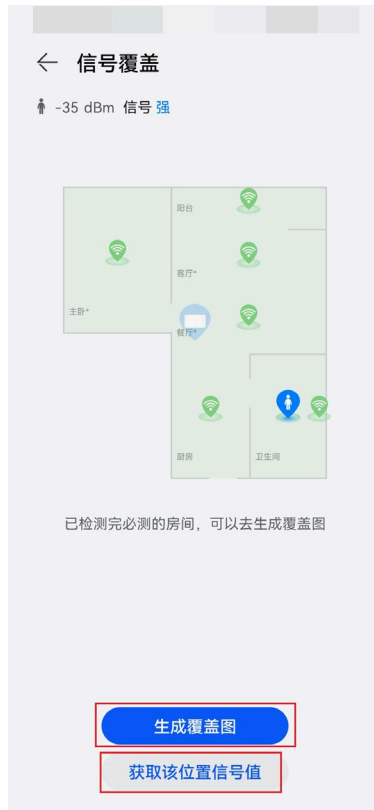 信号覆盖
-35 dBm 信号 强
阳台
客厅*
主卧*
餐厅*
厨房
卫生间
已检测完必测的房间，可以去生成覆盖图
生成覆盖图
获取该位置信号值